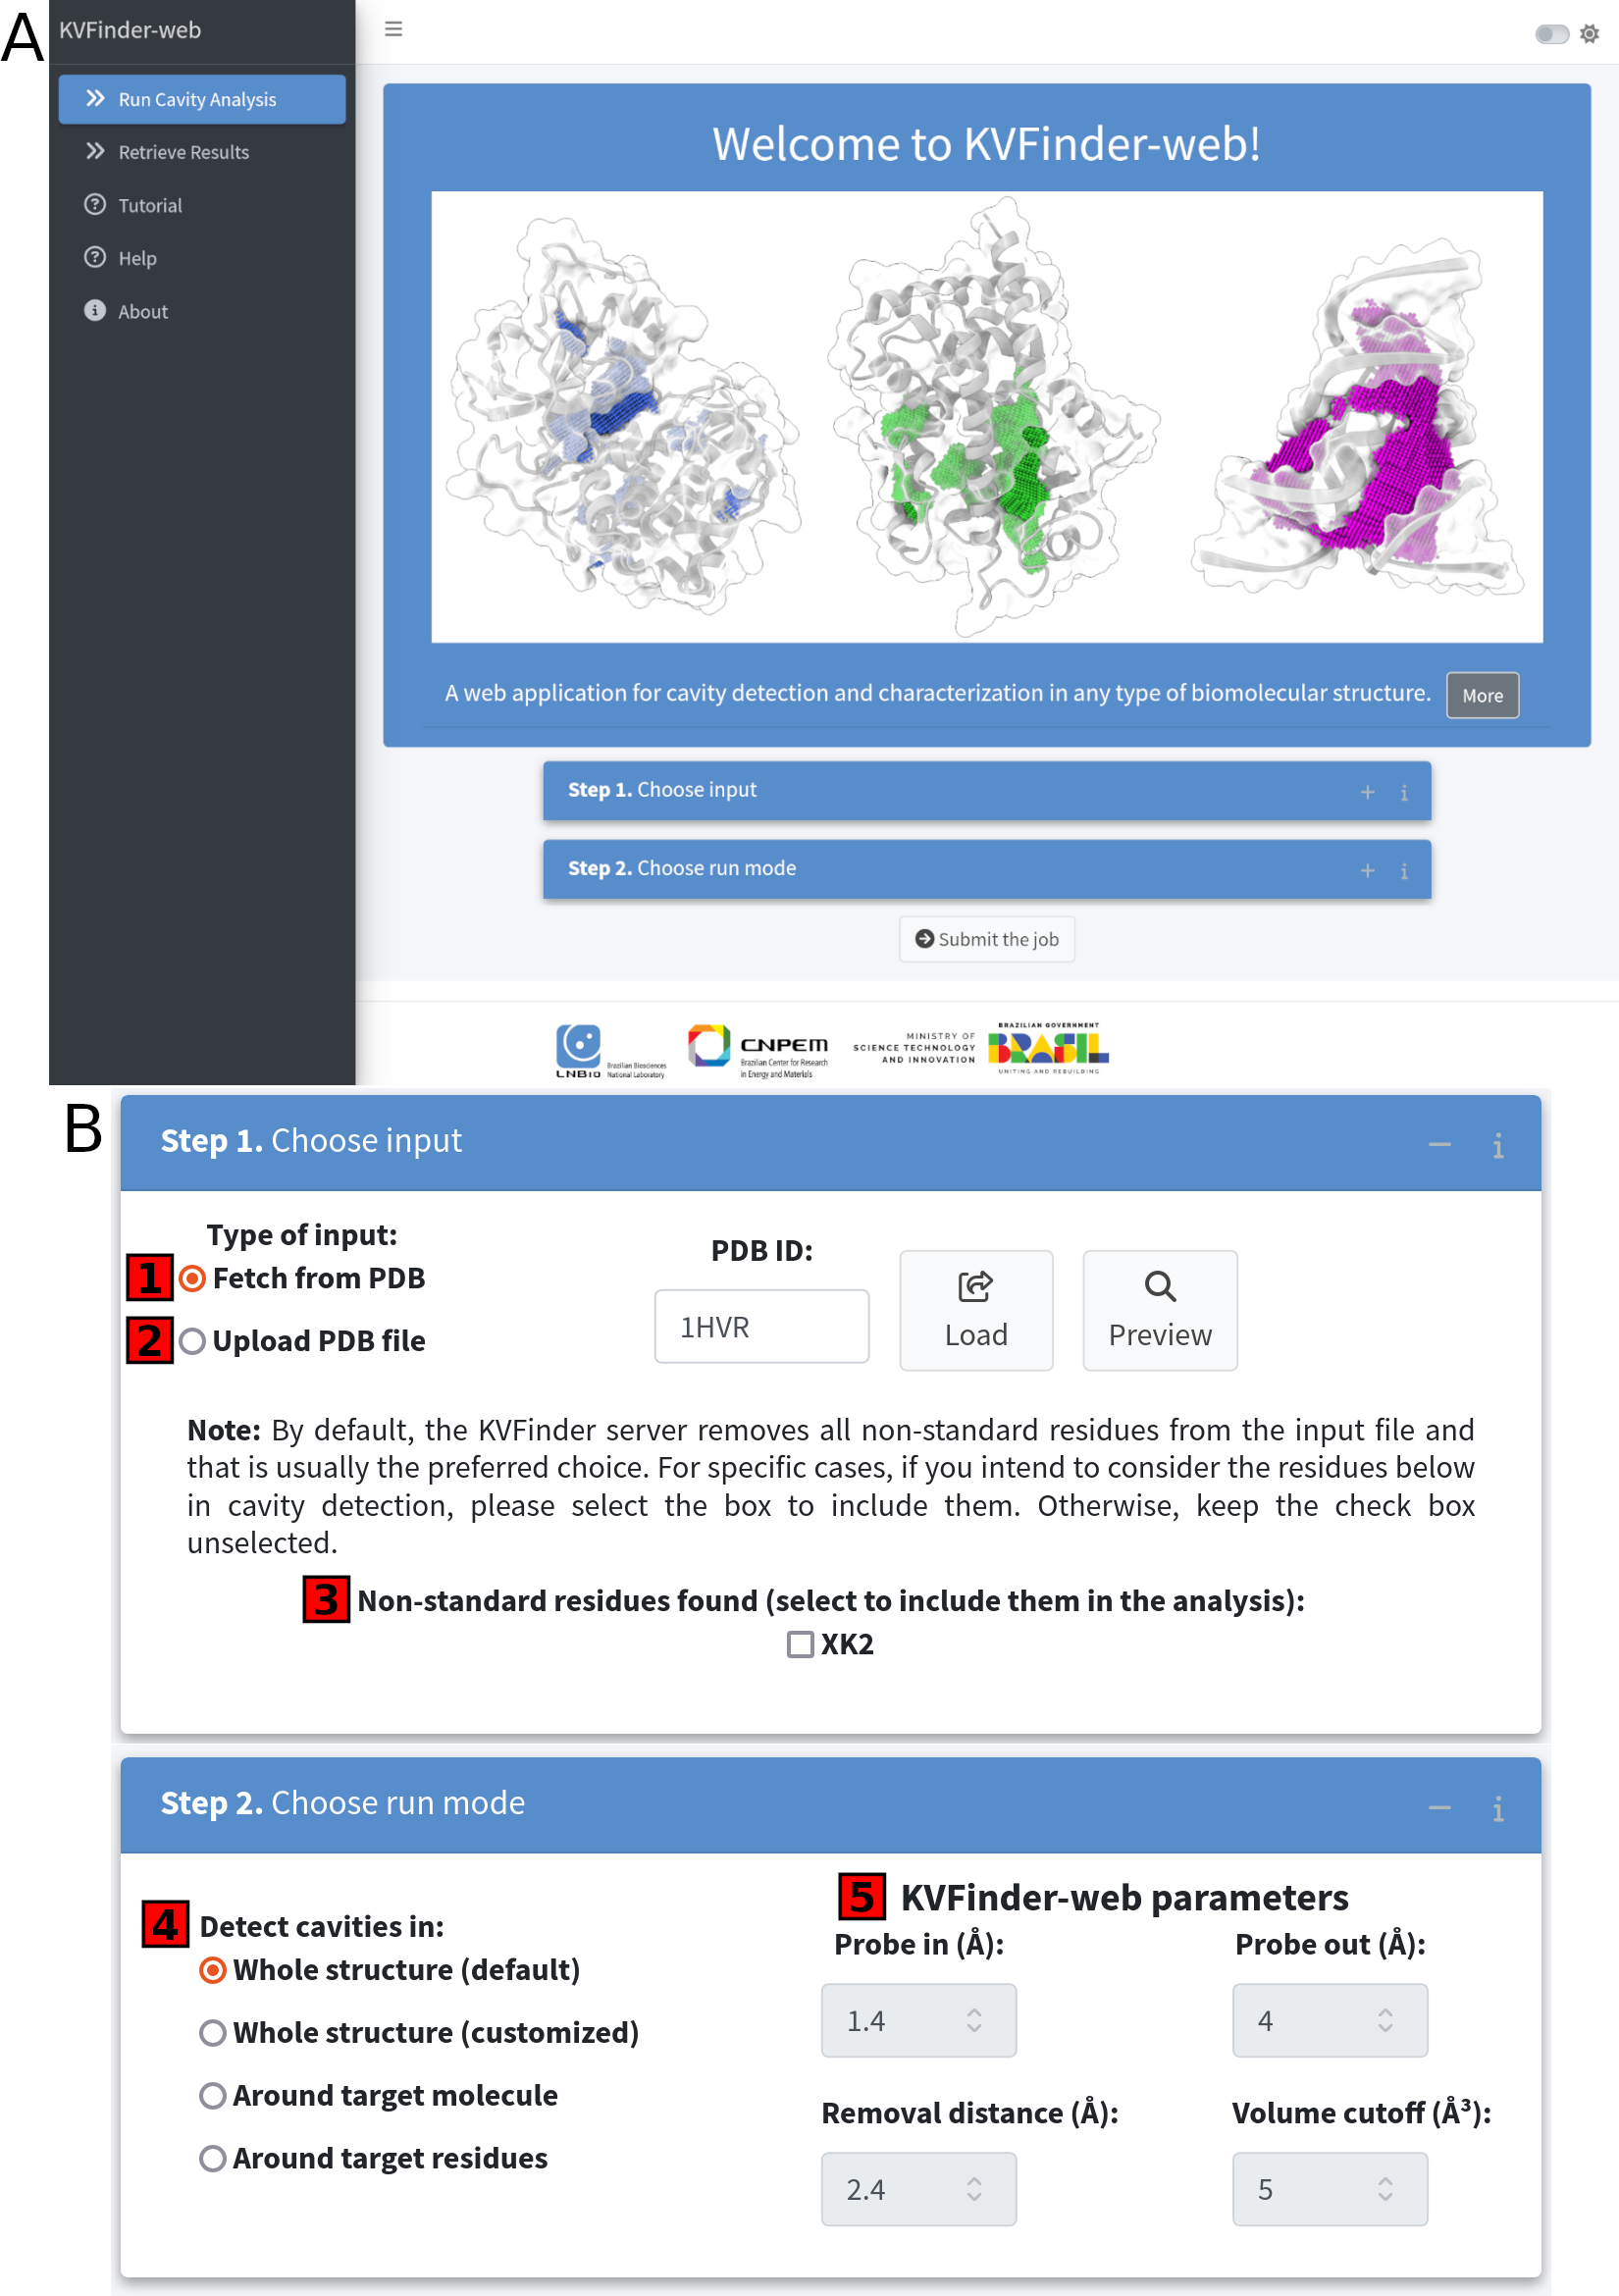 A
KVFinder-web
Run Cavity Analysis
Retrieve Results
Tutorial
Help
About
Welcome to KVFinder-web!
A web application for cavity detection and characterization in any type of biomolecular structure. More
Step 1. Choose input
Step 2. Choose run mode
Submit the job
LNBio
Brazilian Biosciences
National Laboratory
CNPEM
Brazilian Center for Research
in Energy and Materials
MINISTRY OF
SCIENCE TECHNOLOGY
AND INNOVATION
BRAZILIAN GOVERNMENT
BRASIL
UNITING AND REBUILDING
B
Step 1. Choose input
Type of input:
1 Fetch from PDB
2 Upload PDB file
PDB ID:
1HVR
Load
Preview
Note: By default, the KVFinder server removes all non-standard residues from the input file and
that is usually the preferred choice. For specific cases, if you intend to consider the residues below
in cavity detection, please select the box to include them. Otherwise, keep the check box
unselected.
3 Non-standard residues found (select to include them in the analysis):
XK2
Step 2. Choose run mode
4 Detect cavities in:
Whole structure (default)
Whole structure (customized)
Around target molecule
Around target residues
5 KVFinder-web parameters
Probe in (Å): Probe out (Å):
1.4 4
Removal distance (Å): Volume cutoff (Å³):
2.4 5